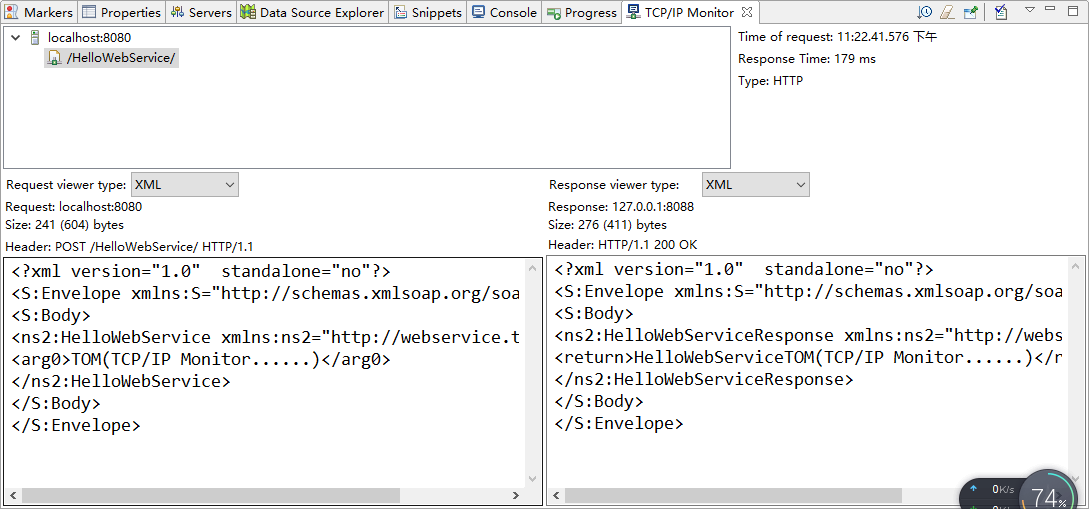 Markers Properties Servers Data Source Explorer Snippets Console Progress TCP/IP Monitor
localhost:8080
/HelloWebService/
Time of request: 11:22.41.576 下午
Response Time: 179 ms
Type: HTTP
Request viewer type: XML
Request: localhost:8080
Size: 241 (604) bytes
Header: POST /HelloWebService/ HTTP/1.1
<?xml version="1.0"  standalone="no"?>
<S:Envelope xmlns:S="http://schemas.xmlsoap.org/soa
<S:Body>
<ns2:HelloWebService xmlns:ns2="http://webservice.t
<arg0>TOM(TCP/IP Monitor......)</arg0>
</ns2:HelloWebService>
</S:Body>
</S:Envelope>
Response viewer type: XML
Response: 127.0.0.1:8088
Size: 276 (411) bytes
Header: HTTP/1.1 200 OK
<?xml version="1.0"  standalone="no"?>
<S:Envelope xmlns:S="http://schemas.xmlsoap.org/soa
<S:Body>
<ns2:HelloWebServiceResponse xmlns:ns2="http://webs
<return>HelloWebServiceTOM(TCP/IP Monitor......)</r
</ns2:HelloWebServiceResponse>
</S:Body>
</S:Envelope>
0K/s
74%
0K/s